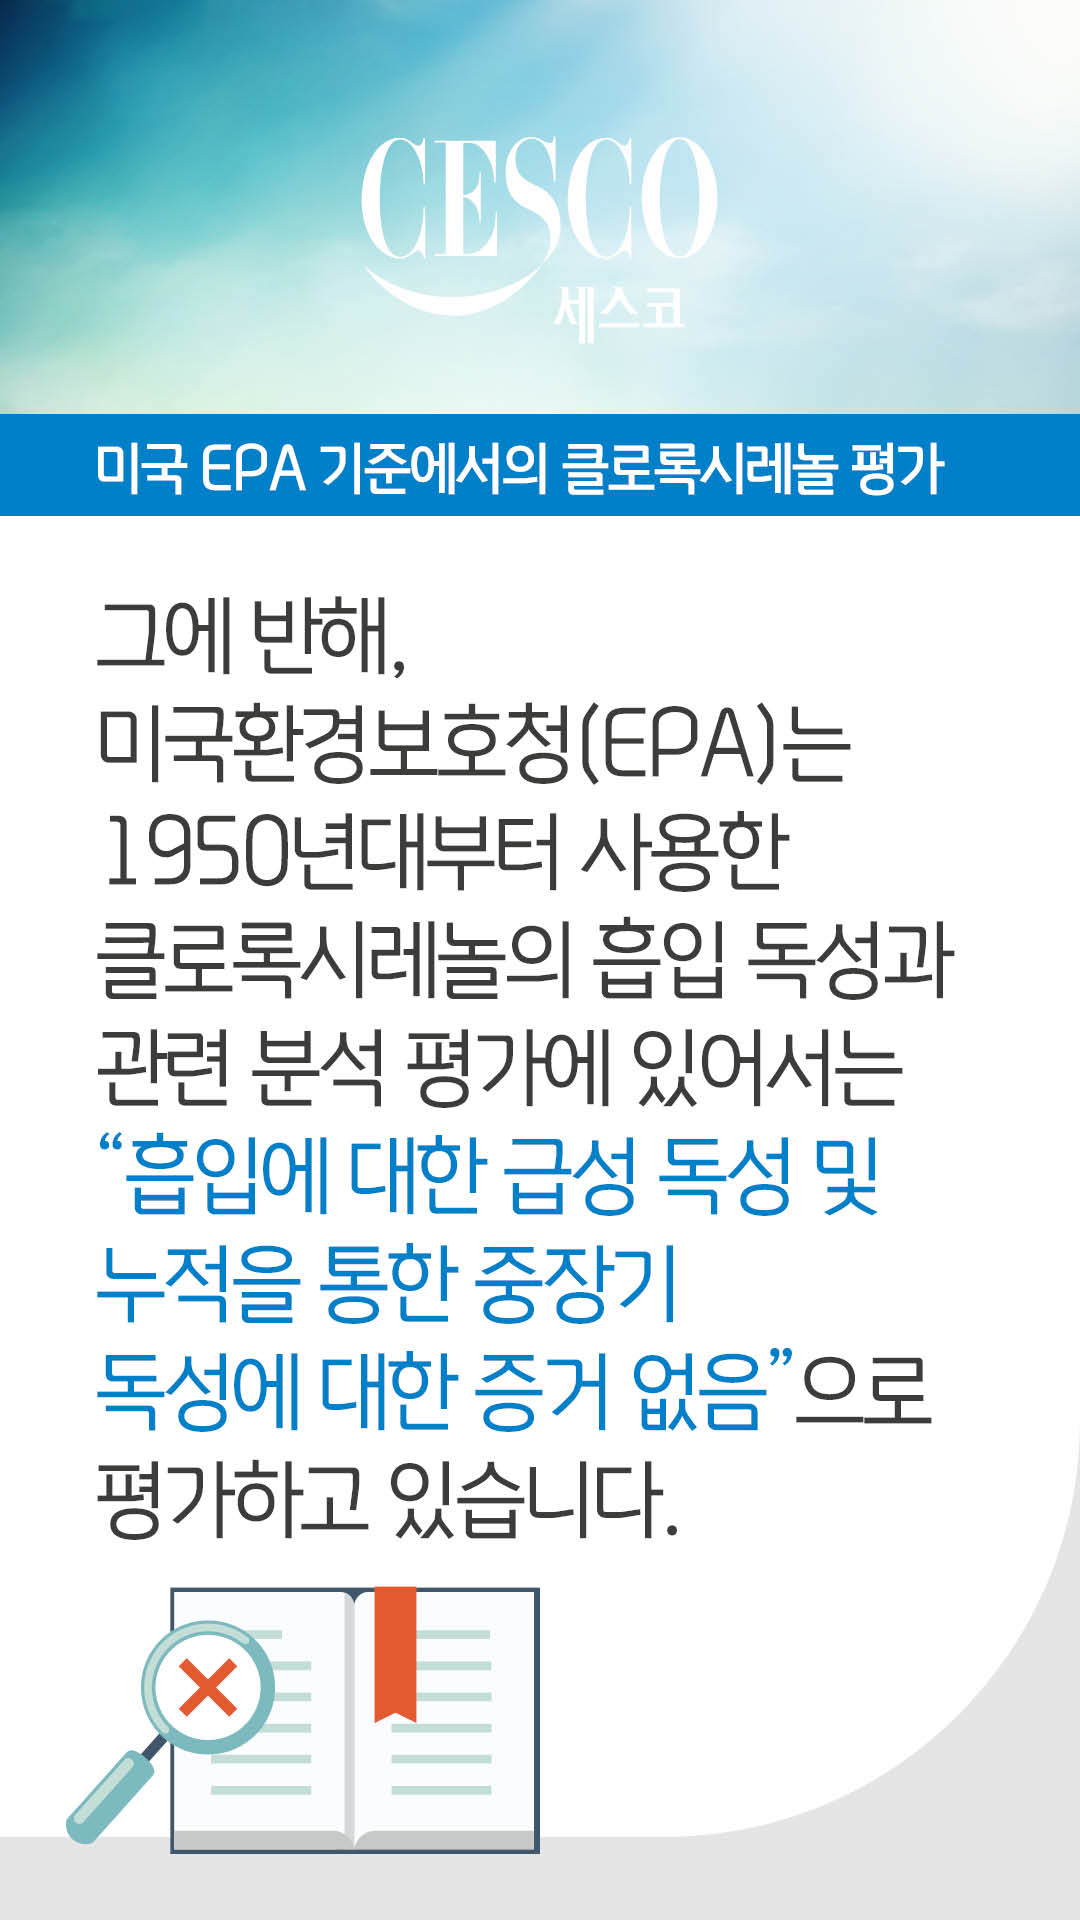 CESCO
세스코
미국 EPA 기준에서의 클로록시레놀 평가
그에 반해,
미국환경보호청(EPA)는
1950년대부터 사용한
클로록시레놀의 흡입 독성과
관련 분석 평가에 있어서는
“흡입에 대한 급성 독성 및
누적을 통한 중장기
독성에 대한 증거 없음”으로
평가하고 있습니다.